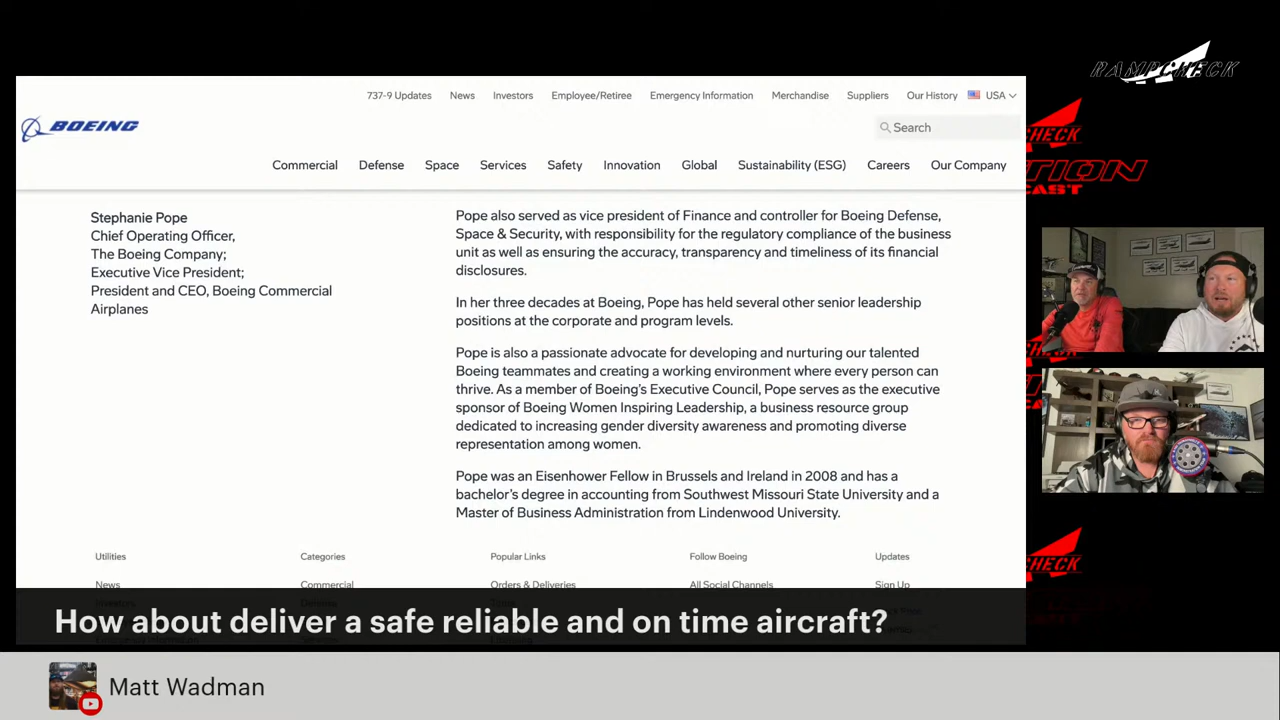 RAMPCHECK
737-9 Updates News Investors Employee/Retiree Emergency Information Merchandise Suppliers Our History USA
BOEING
Search
Commercial Defense Space Services Safety Innovation Global Sustainability (ESG) Careers Our Company
CHECK
TION
CAST
Stephanie Pope
Chief Operating Officer,
The Boeing Company;
Executive Vice President;
President and CEO, Boeing Commercial
Airplanes
Pope also served as vice president of Finance and controller for Boeing Defense,
Space & Security, with responsibility for the regulatory compliance of the business
unit as well as ensuring the accuracy, transparency and timeliness of its financial
disclosures.
In her three decades at Boeing, Pope has held several other senior leadership
positions at the corporate and program levels.
Pope is also a passionate advocate for developing and nurturing our talented
Boeing teammates and creating a working environment where every person can
thrive. As a member of Boeing's Executive Council, Pope serves as the executive
sponsor of Boeing Women Inspiring Leadership, a business resource group
dedicated to increasing gender diversity awareness and promoting diverse
representation among women.
Pope was an Eisenhower Fellow in Brussels and Ireland in 2008 and has a
bachelor's degree in accounting from Southwest Missouri State University and a
Master of Business Administration from Lindenwood University.
Utilities Categories Popular Links Follow Boeing Updates
News Commercial Orders & Deliveries All Social Channels Sign Up
CHECK
How about deliver a safe reliable and on time aircraft?
Matt Wadman